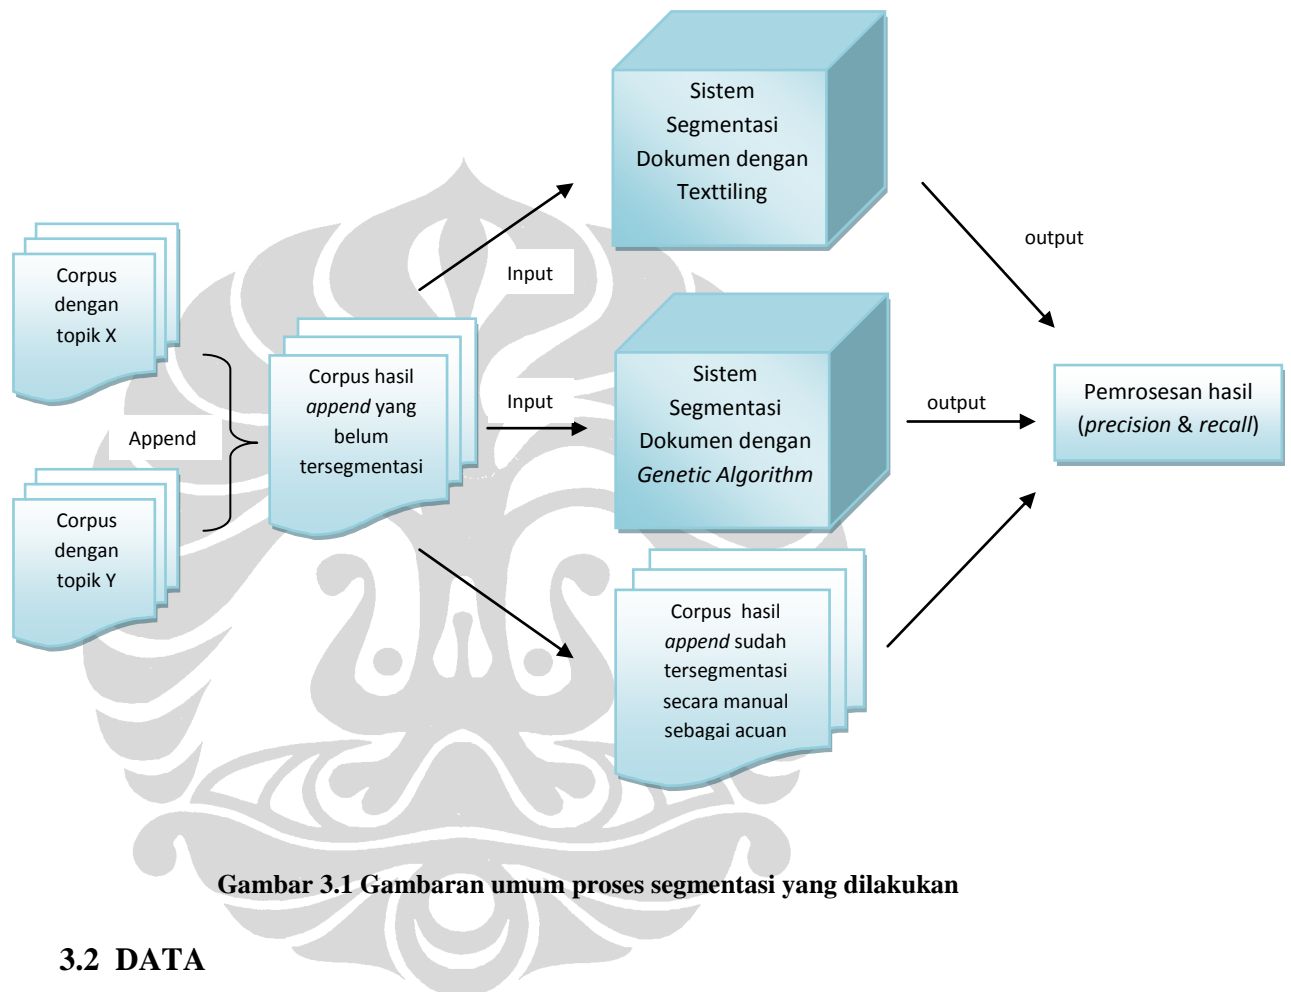 Sistem
Segmentasi
Dokumen dengan
Texttiling
output
Input
Corpus
dengan
topik X
Append
Corpus
dengan
topik Y
Corpus hasil
append yang
belum
tersegmentasi
Input
Sistem
Segmentasi
Dokumen dengan
Genetic Algorithm
output
Pemrosesan hasil
(precision & recall)
Corpus hasil
append sudah
tersegmentasi
secara manual
sebagai acuan
Gambar 3.1 Gambaran umum proses segmentasi yang dilakukan
3.2 DATA